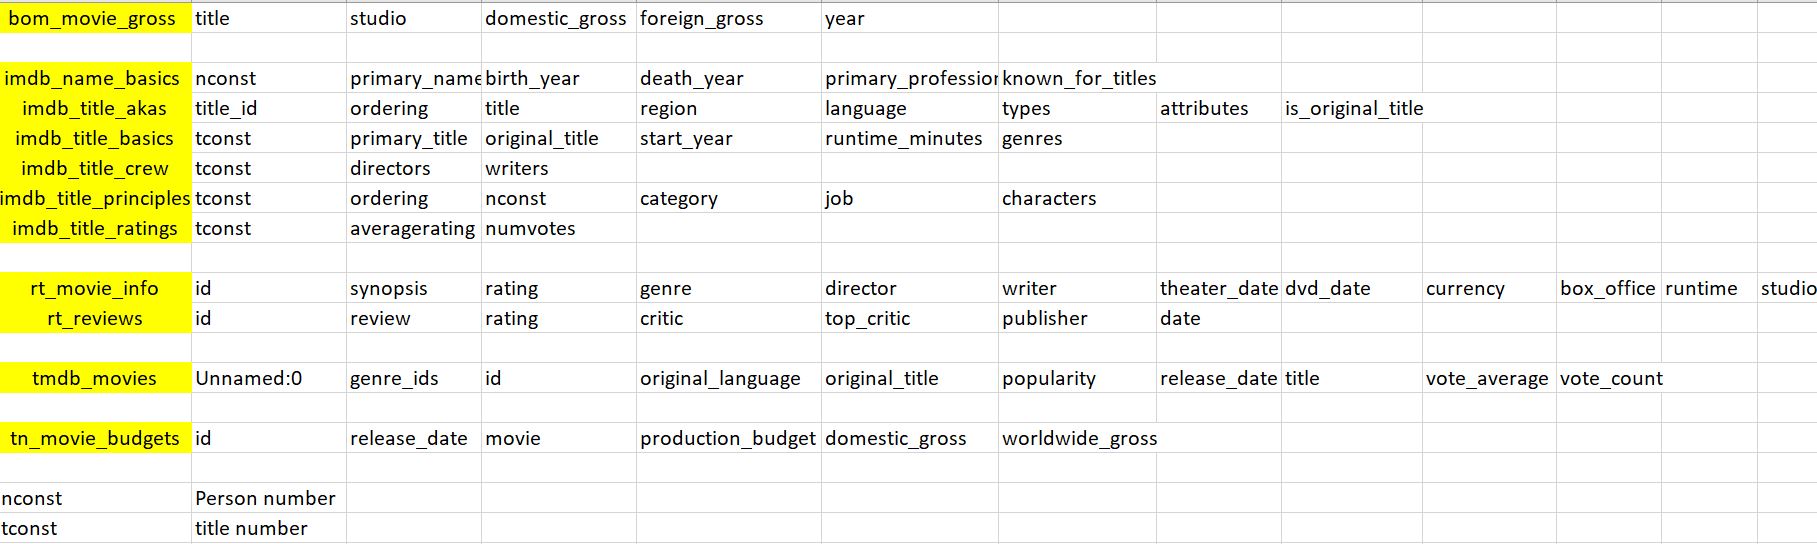 bom_movie_gross title studio domestic_gross foreign_gross year
imdb_name_basics nconst primary_name birth_year death_year primary_profession known_for_titles
imdb_title_akas title_id ordering title region language types attributes is_original_title
imdb_title_basics tconst primary_title original_title start_year runtime_minutes genres
imdb_title_crew tconst directors writers
imdb_title_principles tconst ordering nconst category job characters
imdb_title_ratings tconst averagerating numvotes
rt_movie_info id synopsis rating genre director writer theater_date dvd_date currency box_office runtime studio
rt_reviews id review rating critic top_critic publisher date
tmdb_movies Unnamed:0 genre_ids id original_language original_title popularity release_date title vote_average vote_count
tn_movie_budgets id release_date movie production_budget domestic_gross worldwide_gross
nconst Person number
tconst title number